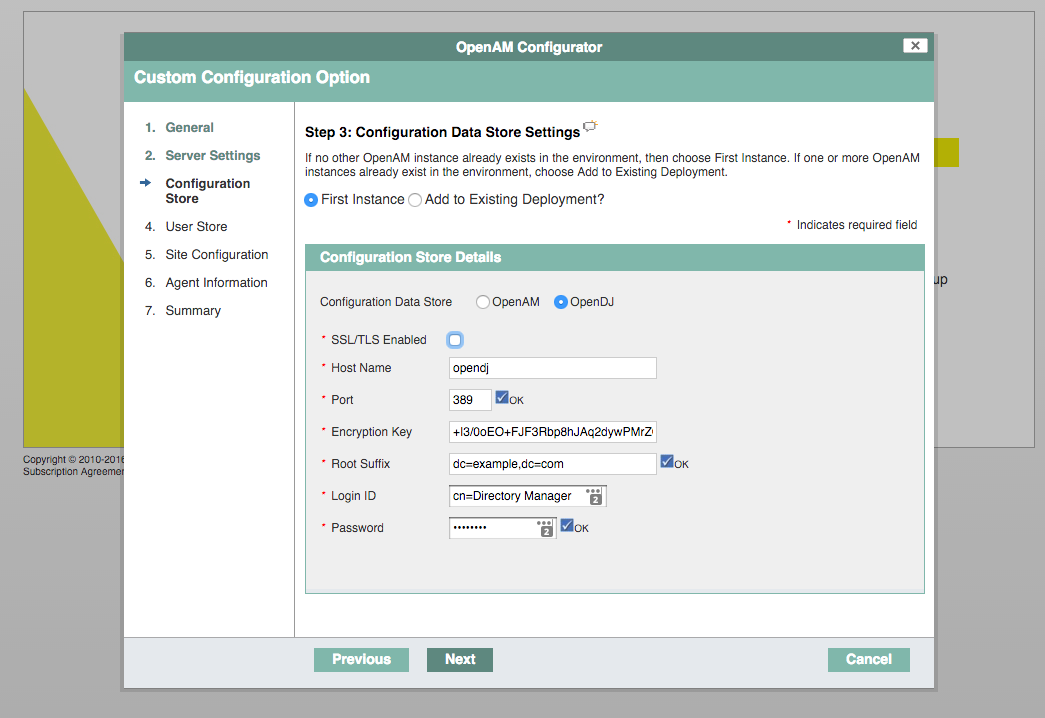 OpenAM Configurator
Custom Configuration Option
1. General
2. Server Settings
Configuration
Store
4. User Store
5. Site Configuration
6. Agent Information
7. Summary
Step 3: Configuration Data Store Settings
If no other OpenAM instance already exists in the environment, then choose First Instance. If one or more OpenAM
instances already exist in the environment, choose Add to Existing Deployment.
First Instance Add to Existing Deployment?
* Indicates required field
Configuration Store Details
Configuration Data Store OpenAM OpenDJ
* SSL/TLS Enabled
* Host Name opendj
* Port 389 OK
* Encryption Key +I3/0oEO+FJF3Rbp8hJAq2dywPMrZ
* Root Suffix dc=example,dc=com OK
* Login ID cn=Directory Manager 2
* Password •••••••• 2 OK
Previous Next Cancel
Copyright © 2010-2016
Subscription Agreemen
up